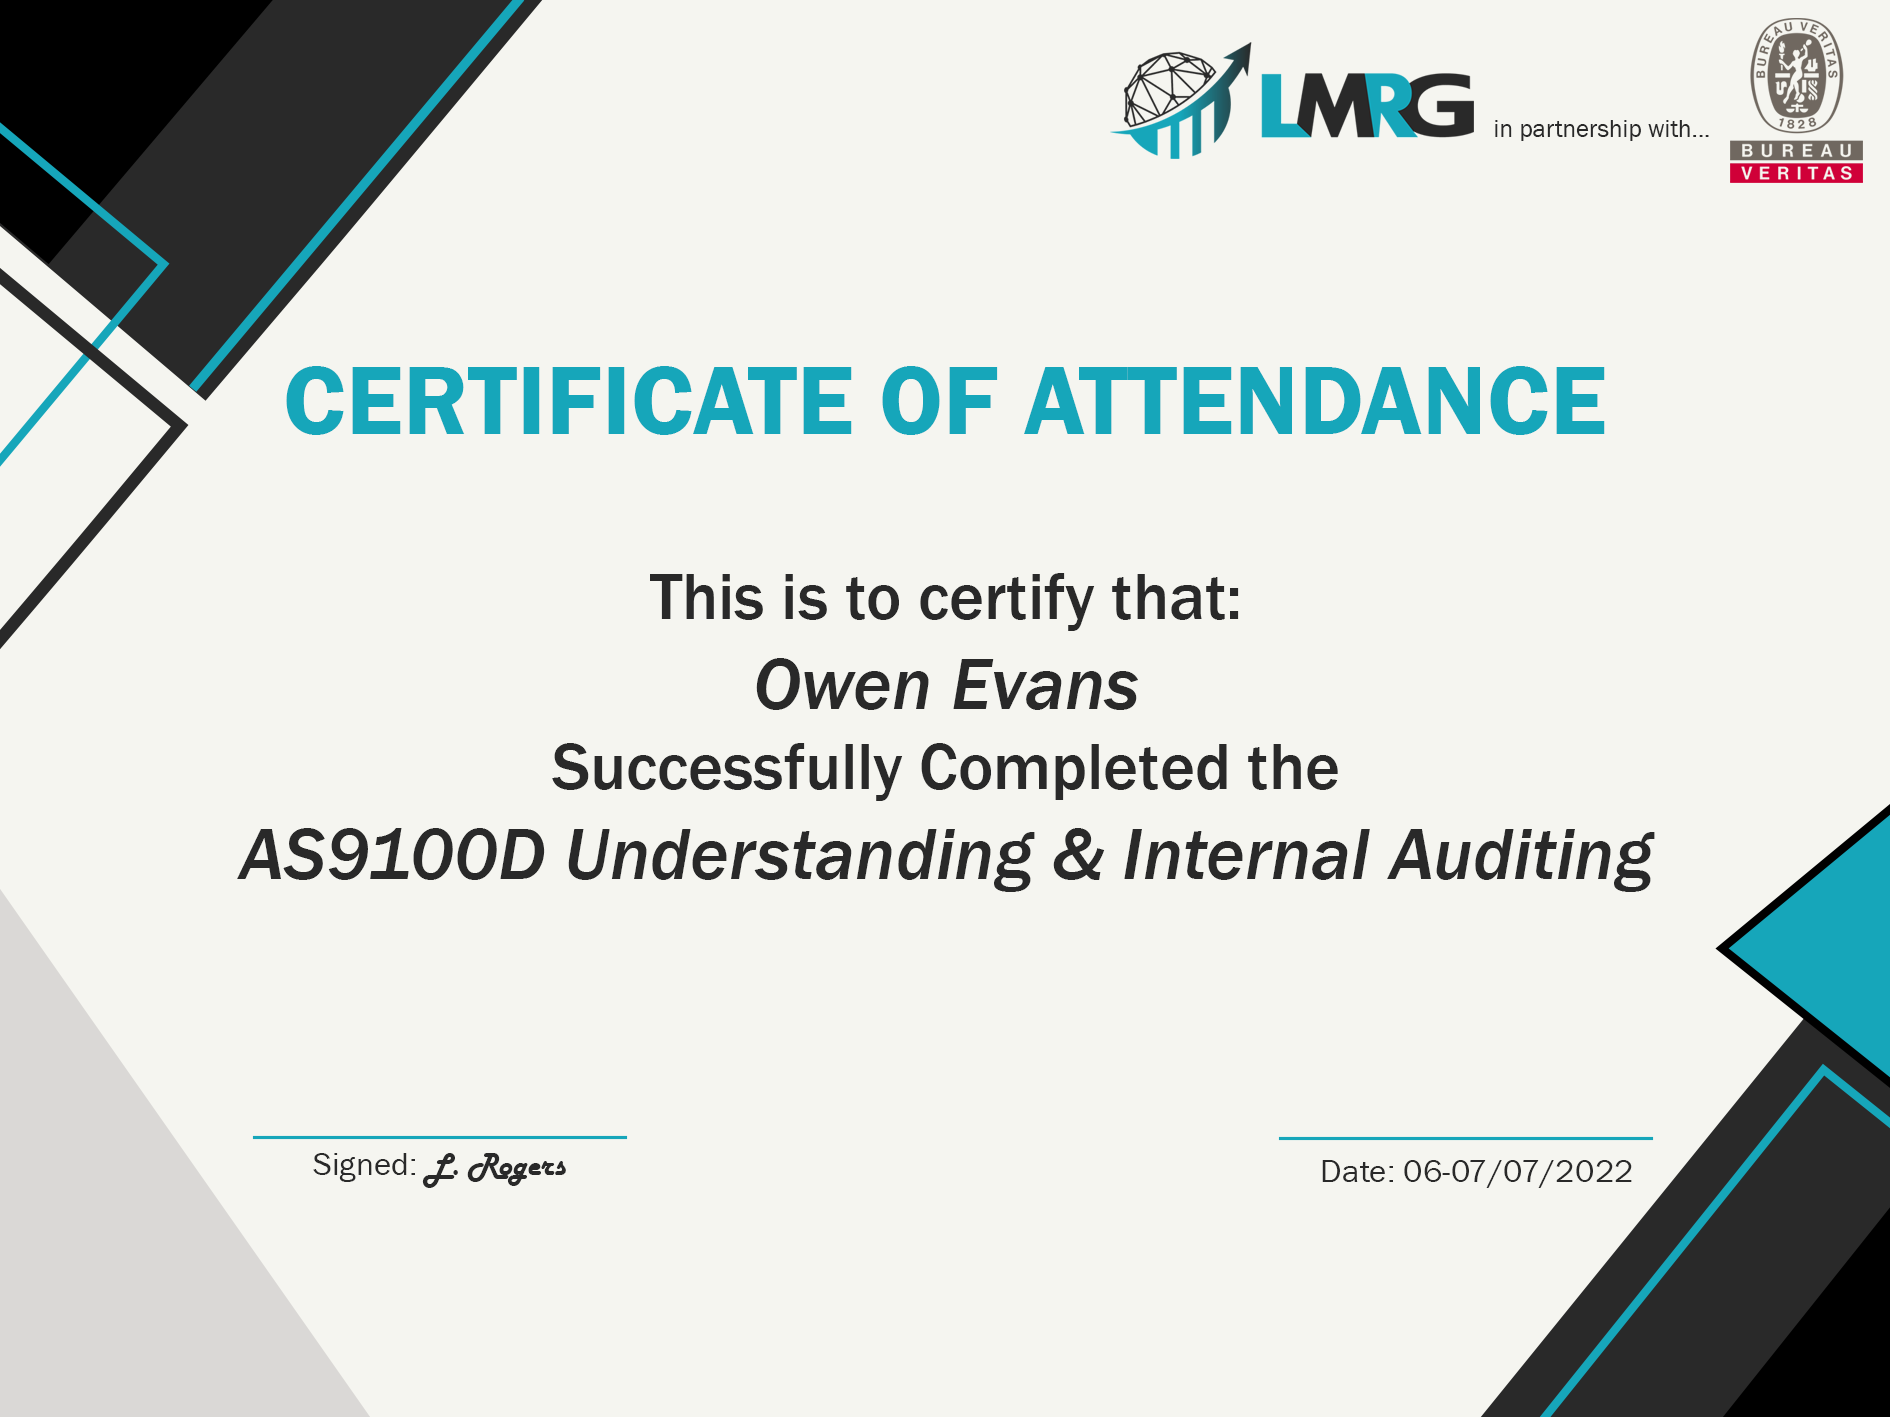 LMRG
in partnership with...
BUREAU VERITAS
1828
BUREAU
VERITAS
CERTIFICATE OF ATTENDANCE
This is to certify that:
Owen Evans
Successfully Completed the
AS9100D Understanding & Internal Auditing
Signed: L. Rogers
Date: 06-07/07/2022